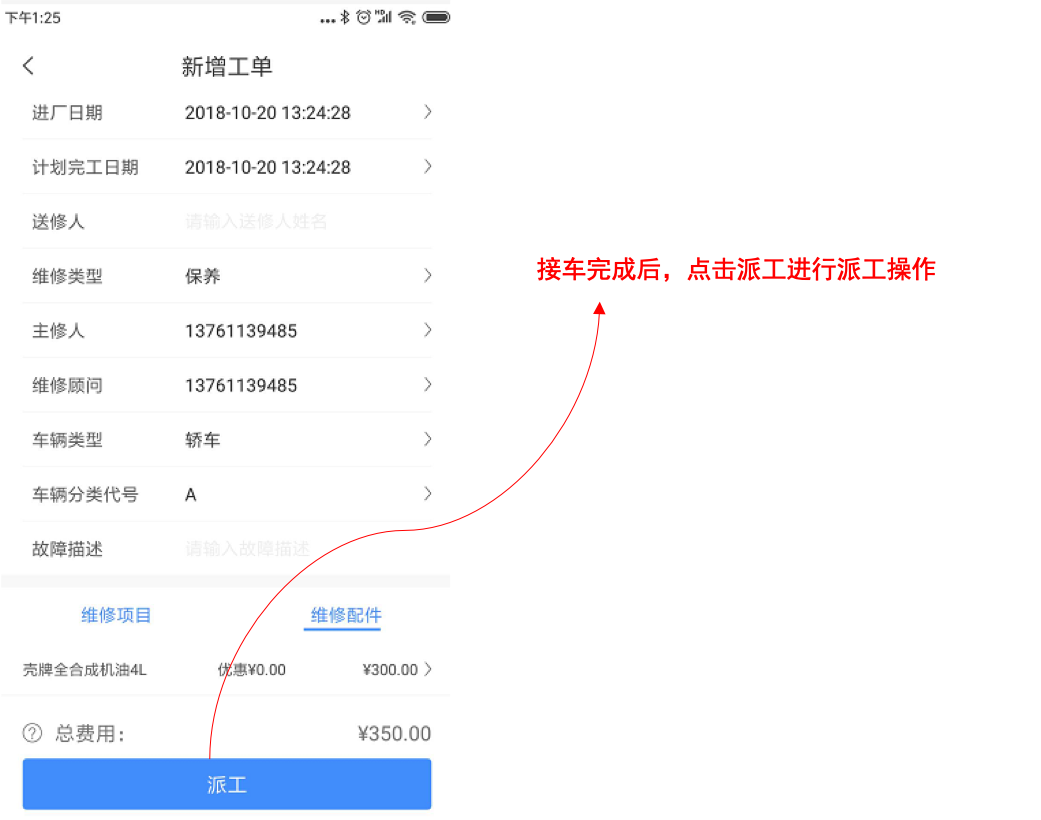 下午1:25
新增工单
进厂日期 2018-10-20 13:24:28
计划完工日期 2018-10-20 13:24:28
送修人 请输入送修人姓名
维修类型 保养
主修人 13761139485
维修顾问 13761139485
车辆类型 轿车
车辆分类代号 A
故障描述 请输入故障描述
维修项目 维修配件
壳牌全合成机油4L 优惠¥0.00 ¥300.00
总费用: ¥350.00
派工
接车完成后，点击派工进行派工操作